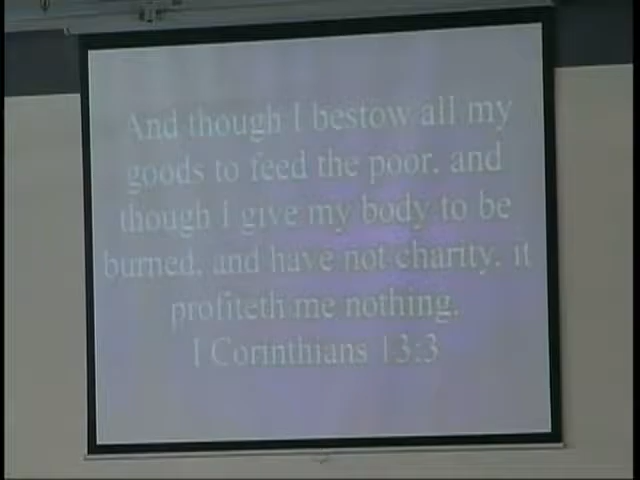 And though I bestow all my
goods to feed the poor, and
though I give my body to be
burned, and have not charity, it
profiteth me nothing.
I Corinthians 13:3